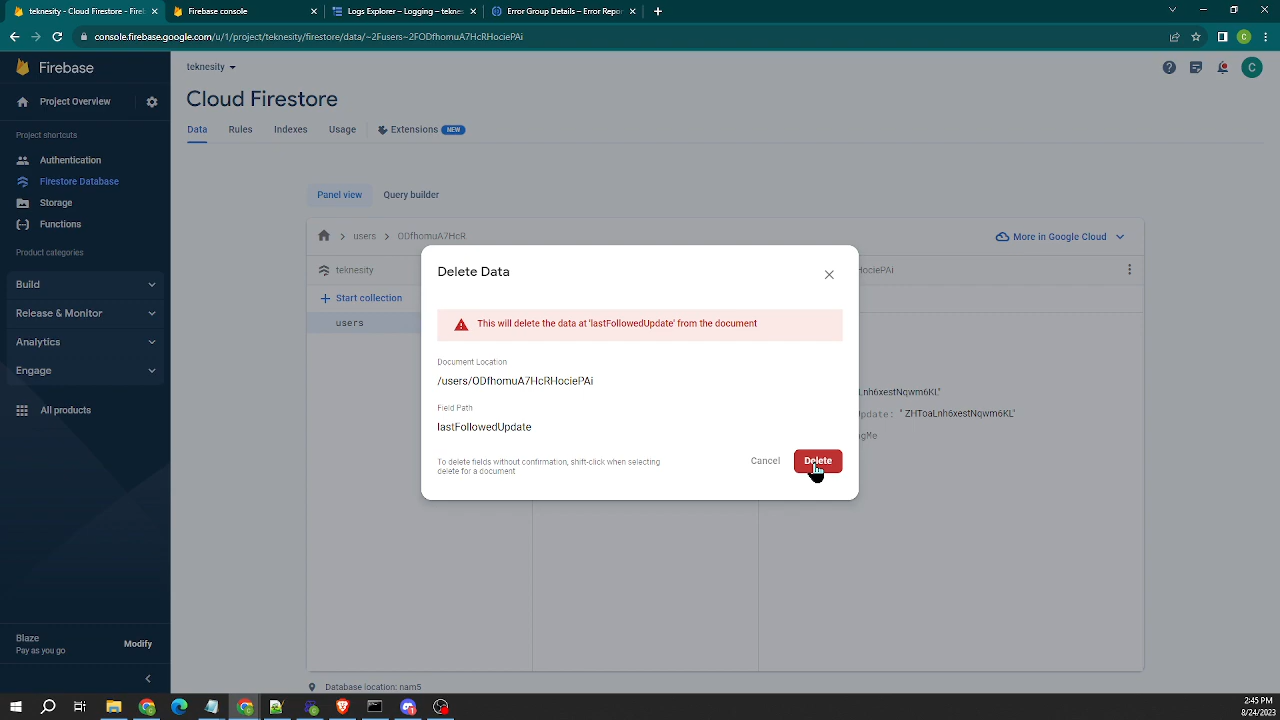 teknesity - Cloud Firestore - Fire
Firebase console
Logs Explorer – Logging – teknes
Error Group Details – Error Repo
console.firebase.google.com/u/1/project/teknesity/firestore/data/~2Fusers~2FODfhomuA7HcRHociePAi
C
Firebase
teknesity
C
Project Overview
Cloud Firestore
Project shortcuts
Data
Rules
Indexes
Usage
Extensions NEW
Authentication
Firestore Database
Storage
Functions
Product categories
Build
Release & Monitor
Analytics
Engage
All products
Blaze
Pay as you go
Modify
Panel view
Query builder
users
ODfhomuA7HcR
More in Google Cloud
teknesity
HociePAi
Start collection
users
Lnh6xestNqwm6KL"
Update: "ZHToaLnh6xestNqwm6KL"
Delete Data
This will delete the data at 'lastFollowedUpdate' from the document
Document Location
/users/ODfhomuA7HcRHociePAi
Field Path
lastFollowedUpdate
To delete fields without confirmation, shift-click when selecting
delete for a document
Cancel
Delete
Database location: nam5
2:45 PM
8/24/2023